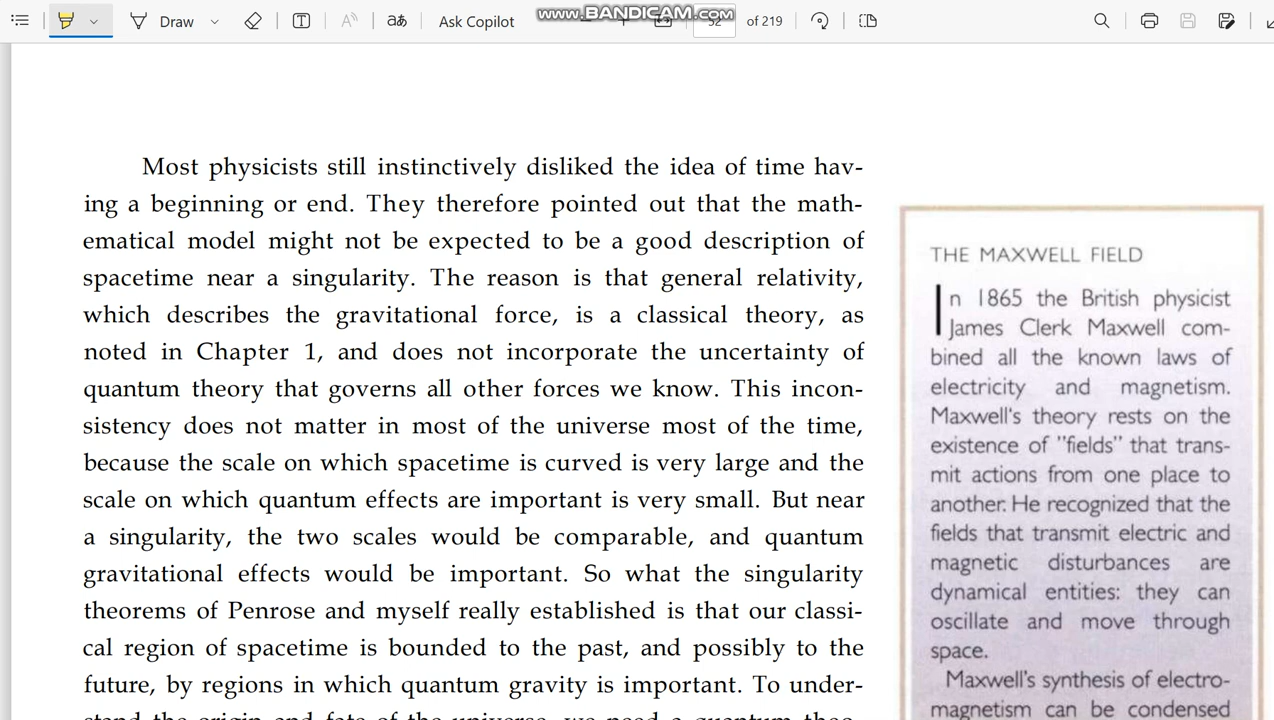 Draw
Ask Copilot
www.BANDICAM.com
of 219
Most physicists still instinctively disliked the idea of time hav-
ing a beginning or end. They therefore pointed out that the math-
ematical model might not be expected to be a good description of
spacetime near a singularity. The reason is that general relativity,
which describes the gravitational force, is a classical theory, as
noted in Chapter 1, and does not incorporate the uncertainty of
quantum theory that governs all other forces we know. This incon-
sistency does not matter in most of the universe most of the time,
because the scale on which spacetime is curved is very large and the
scale on which quantum effects are important is very small. But near
a singularity, the two scales would be comparable, and quantum
gravitational effects would be important. So what the singularity
theorems of Penrose and myself really established is that our classi-
cal region of spacetime is bounded to the past, and possibly to the
future, by regions in which quantum gravity is important. To under-
stand the origin and fate of the universe, we need a quantum theo-
THE MAXWELL FIELD
In 1865 the British physicist
James Clerk Maxwell com-
bined all the known laws of
electricity and magnetism.
Maxwell's theory rests on the
existence of "fields" that trans-
mit actions from one place to
another. He recognized that the
fields that transmit electric and
magnetic disturbances are
dynamical entities: they can
oscillate and move through
space.
Maxwell's synthesis of electro-
magnetism can be condensed